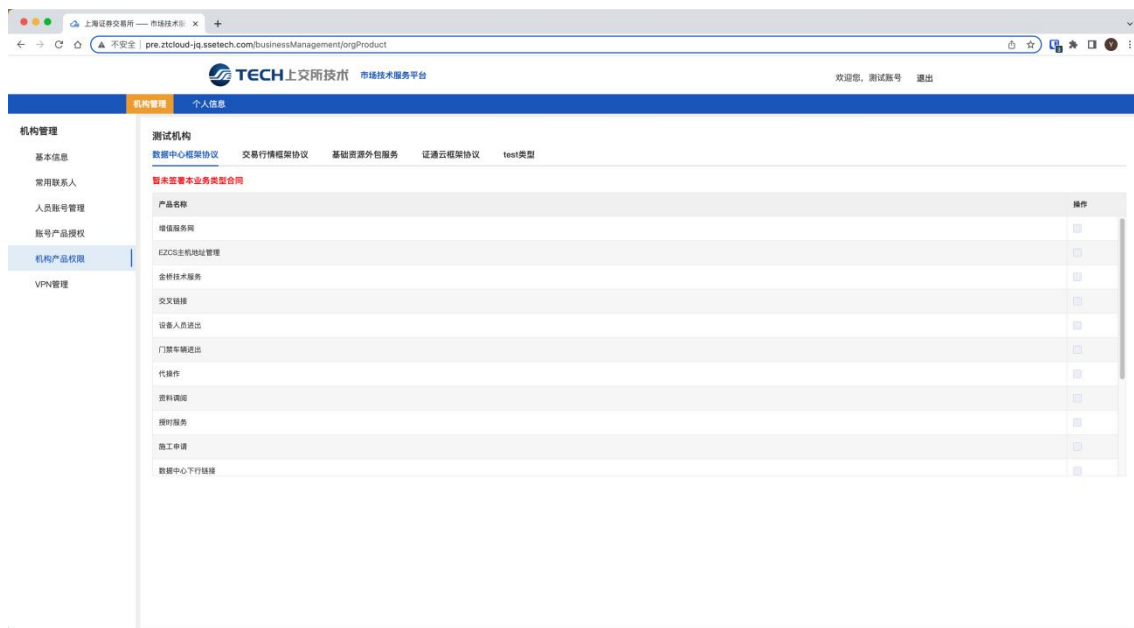 上海证券交易所 — 市场技术服
不安全 pre.ztcloud-jq.ssetech.com/businessManagement/orgProduct
TECH上交所技术 市场技术服务平台 欢迎您、测试账号 退出
机构管理 个人信息
机构管理
基本信息
常用联系人
人员账号管理
账号产品授权
机构产品权限
VPN管理
测试机构
数据中心框架协议 交易行情框架协议 基础资源外包服务 证通云框架协议 test类型
暂未签署本业务类型合同
产品名称 操作
增值服务网
EZCS主机地址管理
金桥技术服务
交叉链接
设备人员进出
门禁车辆进出
代操作
资料调阅
授时服务
施工申请
数据中心下行链接